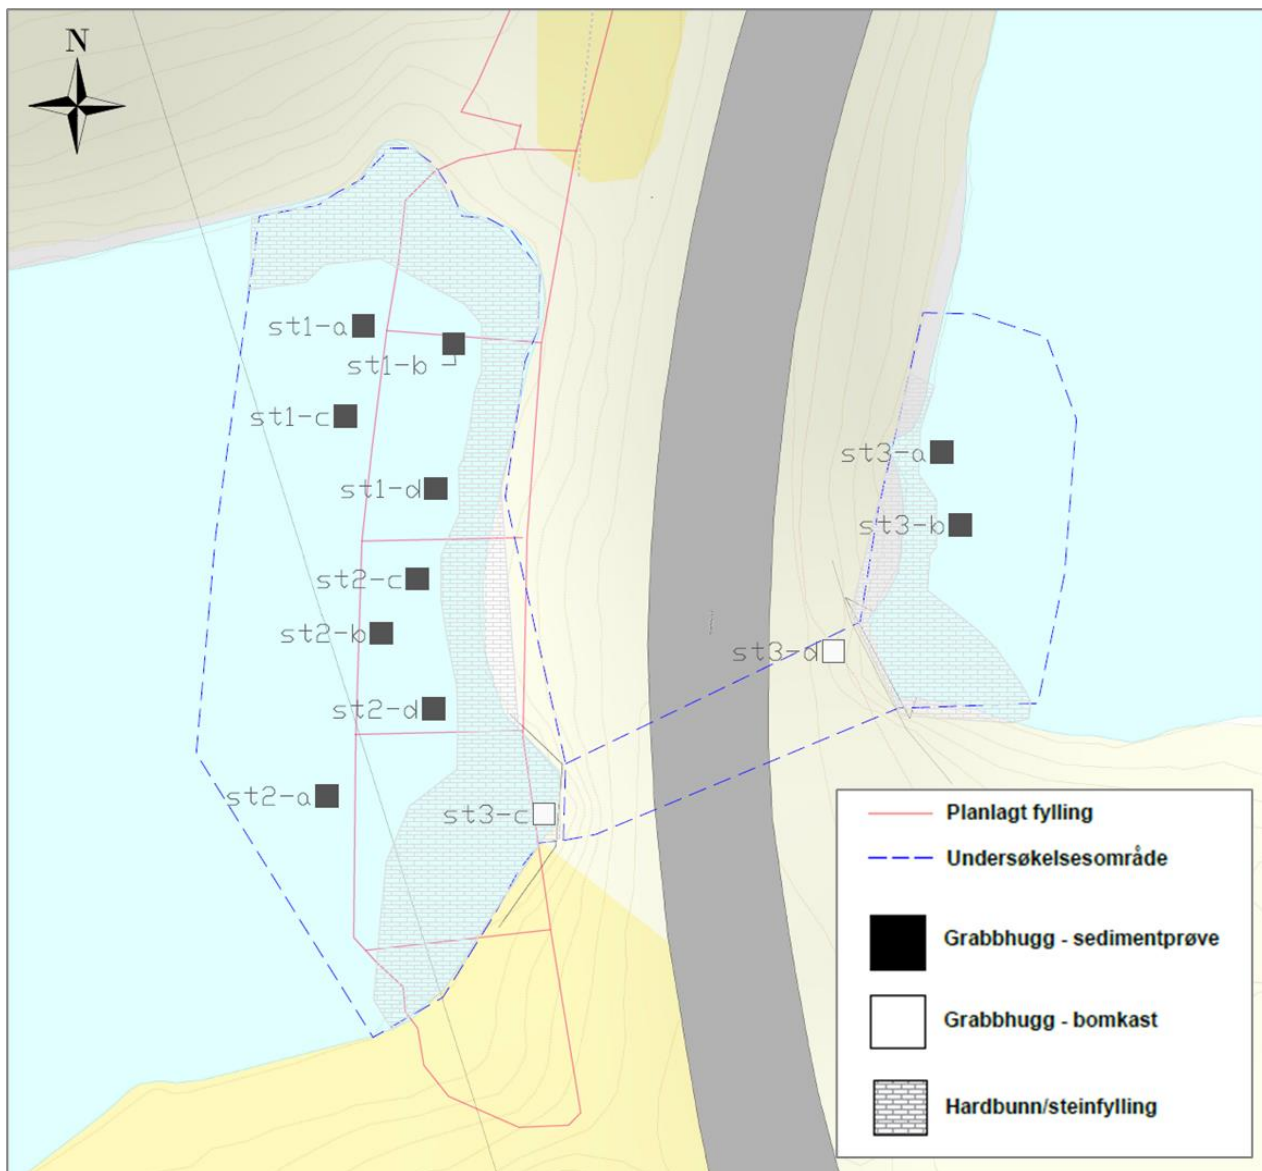 N
st1-a
st1-b
st1-c
st1-d
st3-a
st3-b
st2-c
st2-b
st3-d
st2-d
st2-a
st3-c
Planlagt fylling
Undersøkelsesområde
Grabbhugg - sedimentprøve
Grabbhugg - bomkast
Hardbunn/steinfylling